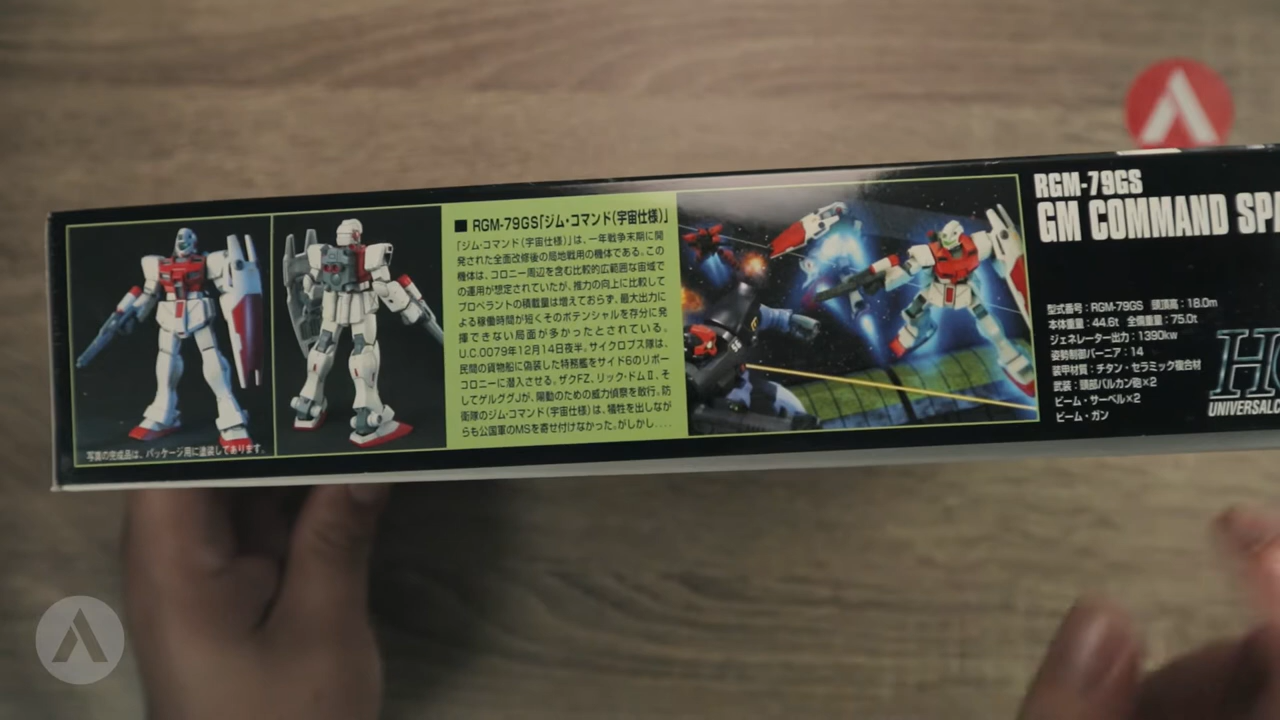 写真の完成品は、パッケージ用に塗装してあります。
■ RGM-79GS「ジム・コマンド(宇宙仕様)」
「ジム・コマンド(宇宙仕様)」は、一年戦争末期に開
発された全面改修後の局地戦用の機体である。この
機体は、コロニー周辺を含む比較的広範囲な宙域で
の運用が想定されていたが、推力の向上に比較して
プロペラントの積載量は増えておらず、最大出力に
よる稼働時間が短くそのポテンシャルを存分に発
揮できない局面が多かったとされている。
U.C.0079年12月14日夜半。サイクロプス隊は、
民間の貨物船に偽装した特務艦をサイド6のリボー
コロニーに潜入させる。ザクFZ、リック・ドムⅡ、そ
してゲルググJが、陽動のための威力偵察を敢行。防
衛隊のジム・コマンド(宇宙仕様)は、犠牲を出しなが
らも公国軍のMSを寄せ付けなかった。がしかし....
RGM-79GS
GM COMMAND SP
型式番号：RGM-79GS 頭頂高：18.0m
本体重量：44.6t 全備重量：75.0t
ジェネレーター出力：1390kw
姿勢制御バーニア：14
装甲材質：チタン・セラミック複合材
武装：頭部バルカン砲×2
ビーム・サーベル×2
ビーム・ガン
H
UNIVERSAL C